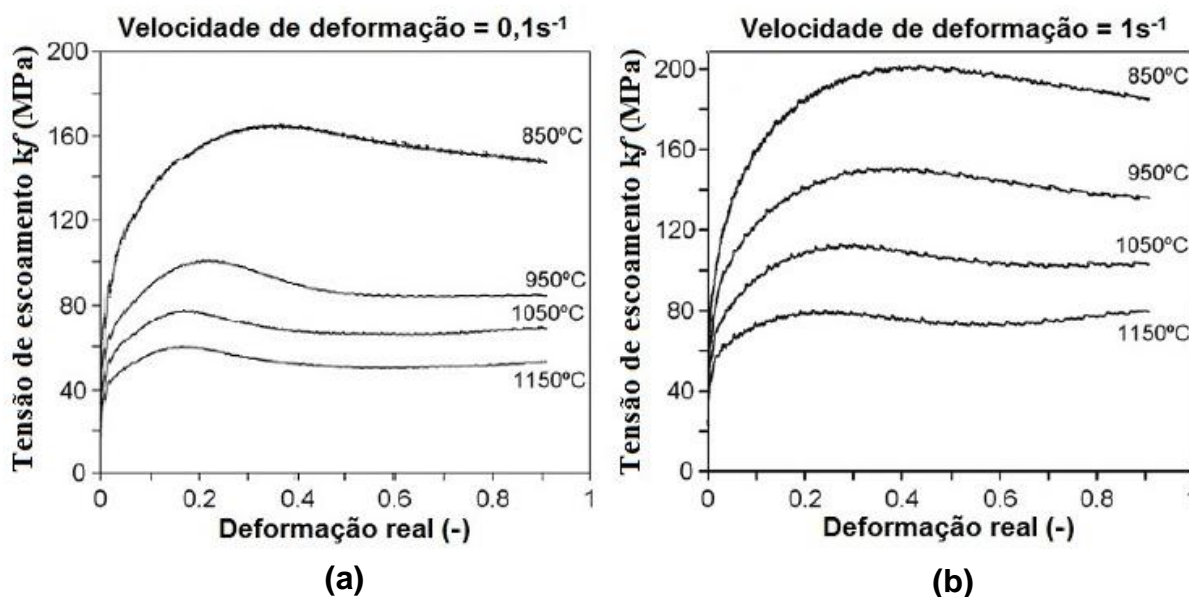 Velocidade de deformação = 0,1s⁻¹
Tensão de escoamento kf (MPa)
200
160
120
80
40
0
850ºC
950ºC
1050ºC
1150ºC
0
0.2
0.4
0.6
0.8
1
Deformação real (-)
(a)
Velocidade de deformação = 1s⁻¹
Tensão de escoamento kf (MPa)
200
150
120
80
40
0
850ºC
950ºC
1050ºC
1150ºC
0
0.2
0.4
0.6
0.8
1
Deformação real (-)
(b)